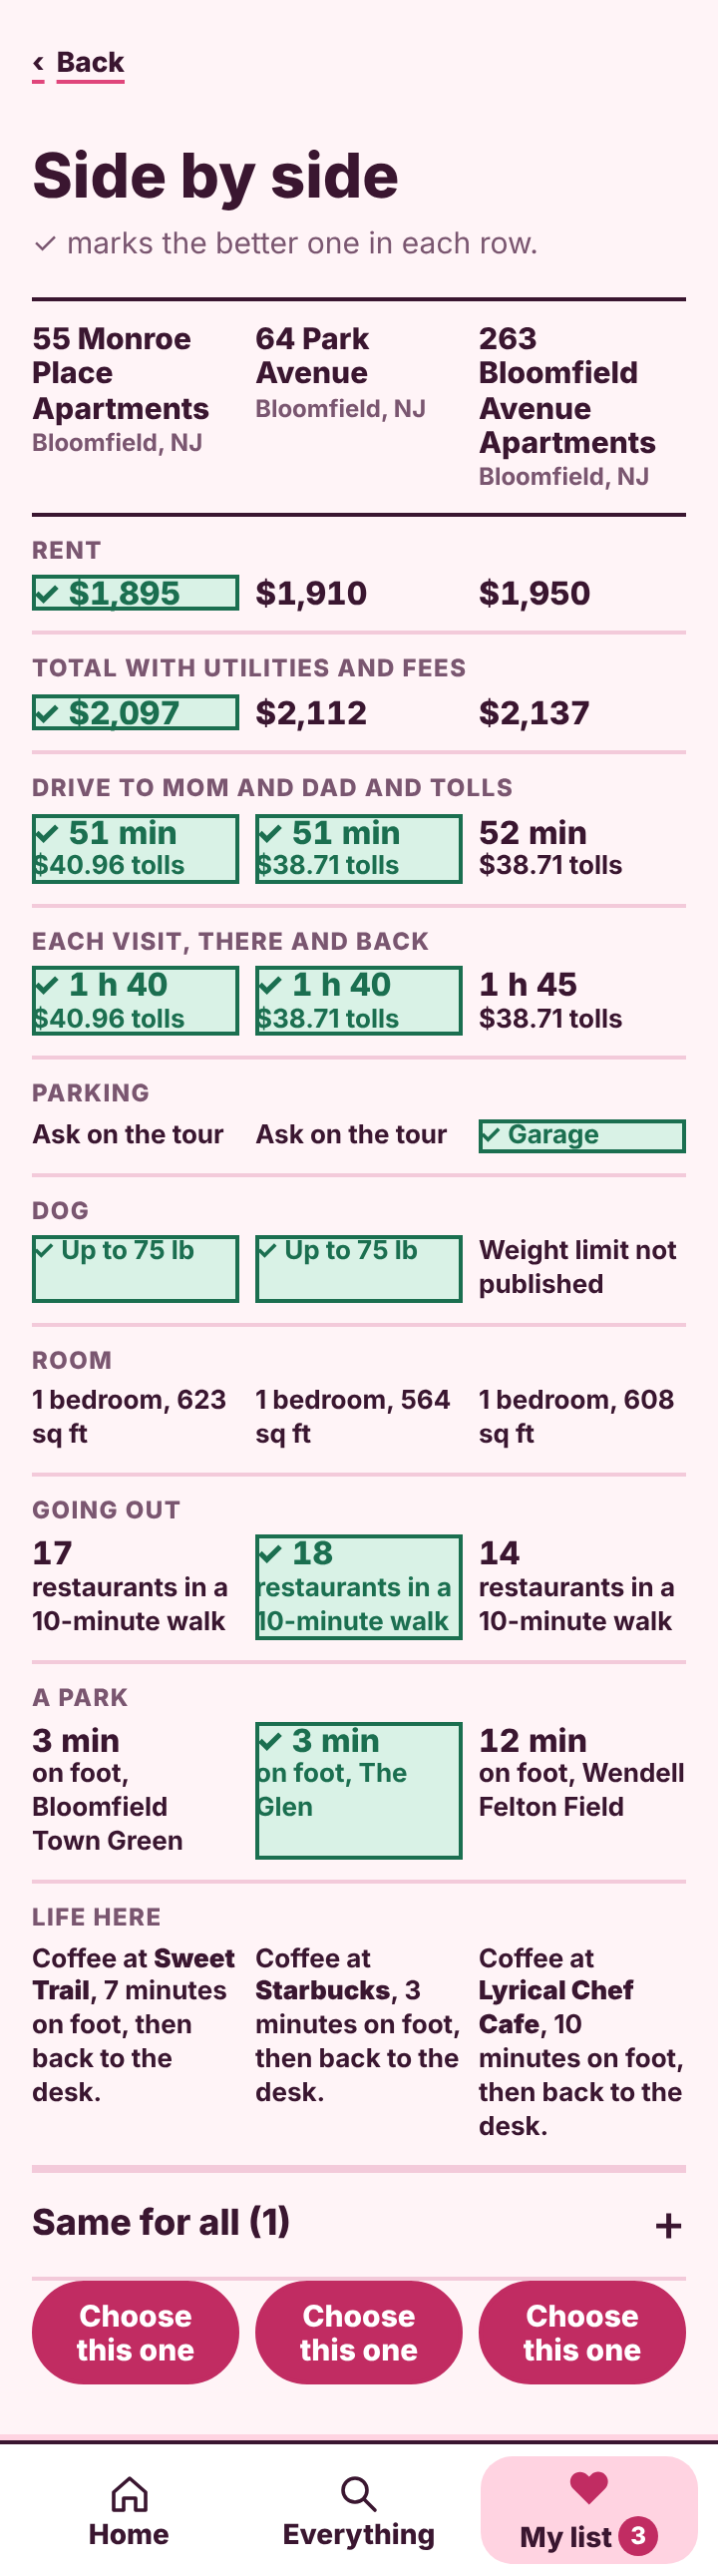 ‹ Back
Side by side
✓ marks the better one in each row.
55 Monroe
Place
Apartments
Bloomfield, NJ
64 Park
Avenue
Bloomfield, NJ
263
Bloomfield
Avenue
Apartments
Bloomfield, NJ
RENT
✓ $1,895
$1,910
$1,950
TOTAL WITH UTILITIES AND FEES
✓ $2,097
$2,112
$2,137
DRIVE TO MOM AND DAD AND TOLLS
✓ 51 min
$40.96 tolls
✓ 51 min
$38.71 tolls
52 min
$38.71 tolls
EACH VISIT, THERE AND BACK
✓ 1 h 40
$40.96 tolls
✓ 1 h 40
$38.71 tolls
1 h 45
$38.71 tolls
PARKING
Ask on the tour
Ask on the tour
✓ Garage
DOG
✓ Up to 75 lb
✓ Up to 75 lb
Weight limit not
published
ROOM
1 bedroom, 623
sq ft
1 bedroom, 564
sq ft
1 bedroom, 608
sq ft
GOING OUT
17
restaurants in a
10-minute walk
✓ 18
restaurants in a
10-minute walk
14
restaurants in a
10-minute walk
A PARK
3 min
on foot,
Bloomfield
Town Green
✓ 3 min
on foot, The
Glen
12 min
on foot, Wendell
Felton Field
LIFE HERE
Coffee at Sweet
Trail, 7 minutes
on foot, then
back to the
desk.
Coffee at
Starbucks, 3
minutes on foot,
then back to the
desk.
Coffee at
Lyrical Chef
Cafe, 10
minutes on foot,
then back to the
desk.
Same for all (1) +
Choose
this one
Choose
this one
Choose
this one
Home
Everything
My list 3